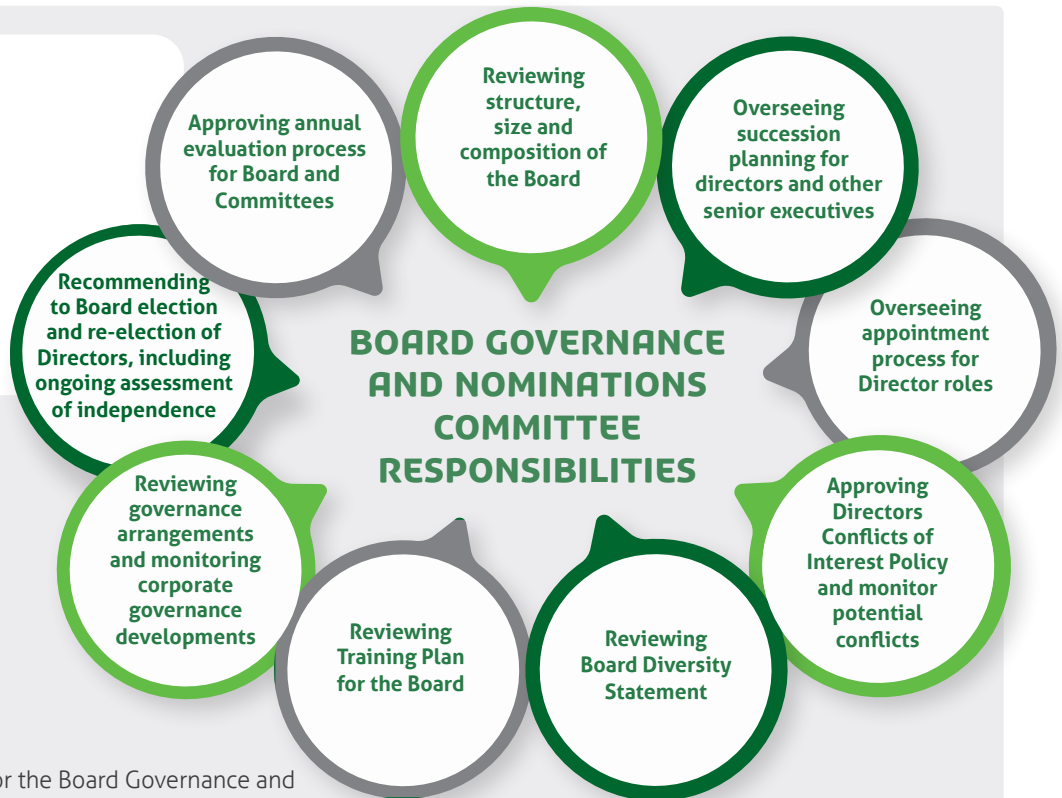 Reviewing
structure,
size and
composition of
the Board
Overseeing
succession
planning for
directors and other
senior executives
Overseeing
appointment
process for
Director roles
Approving
Directors
Conflicts of
Interest Policy
and monitor
potential
conflicts
Reviewing
Board Diversity
Statement
Reviewing
Training Plan
for the Board
Reviewing
governance
arrangements
and monitoring
corporate
governance
developments
Recommending
to Board election
and re-election of
Directors, including
ongoing assessment
of independence
Approving annual
evaluation process
for Board and
Committees
BOARD GOVERNANCE
AND NOMINATIONS
COMMITTEE
RESPONSIBILITIES
or the Board Governance and